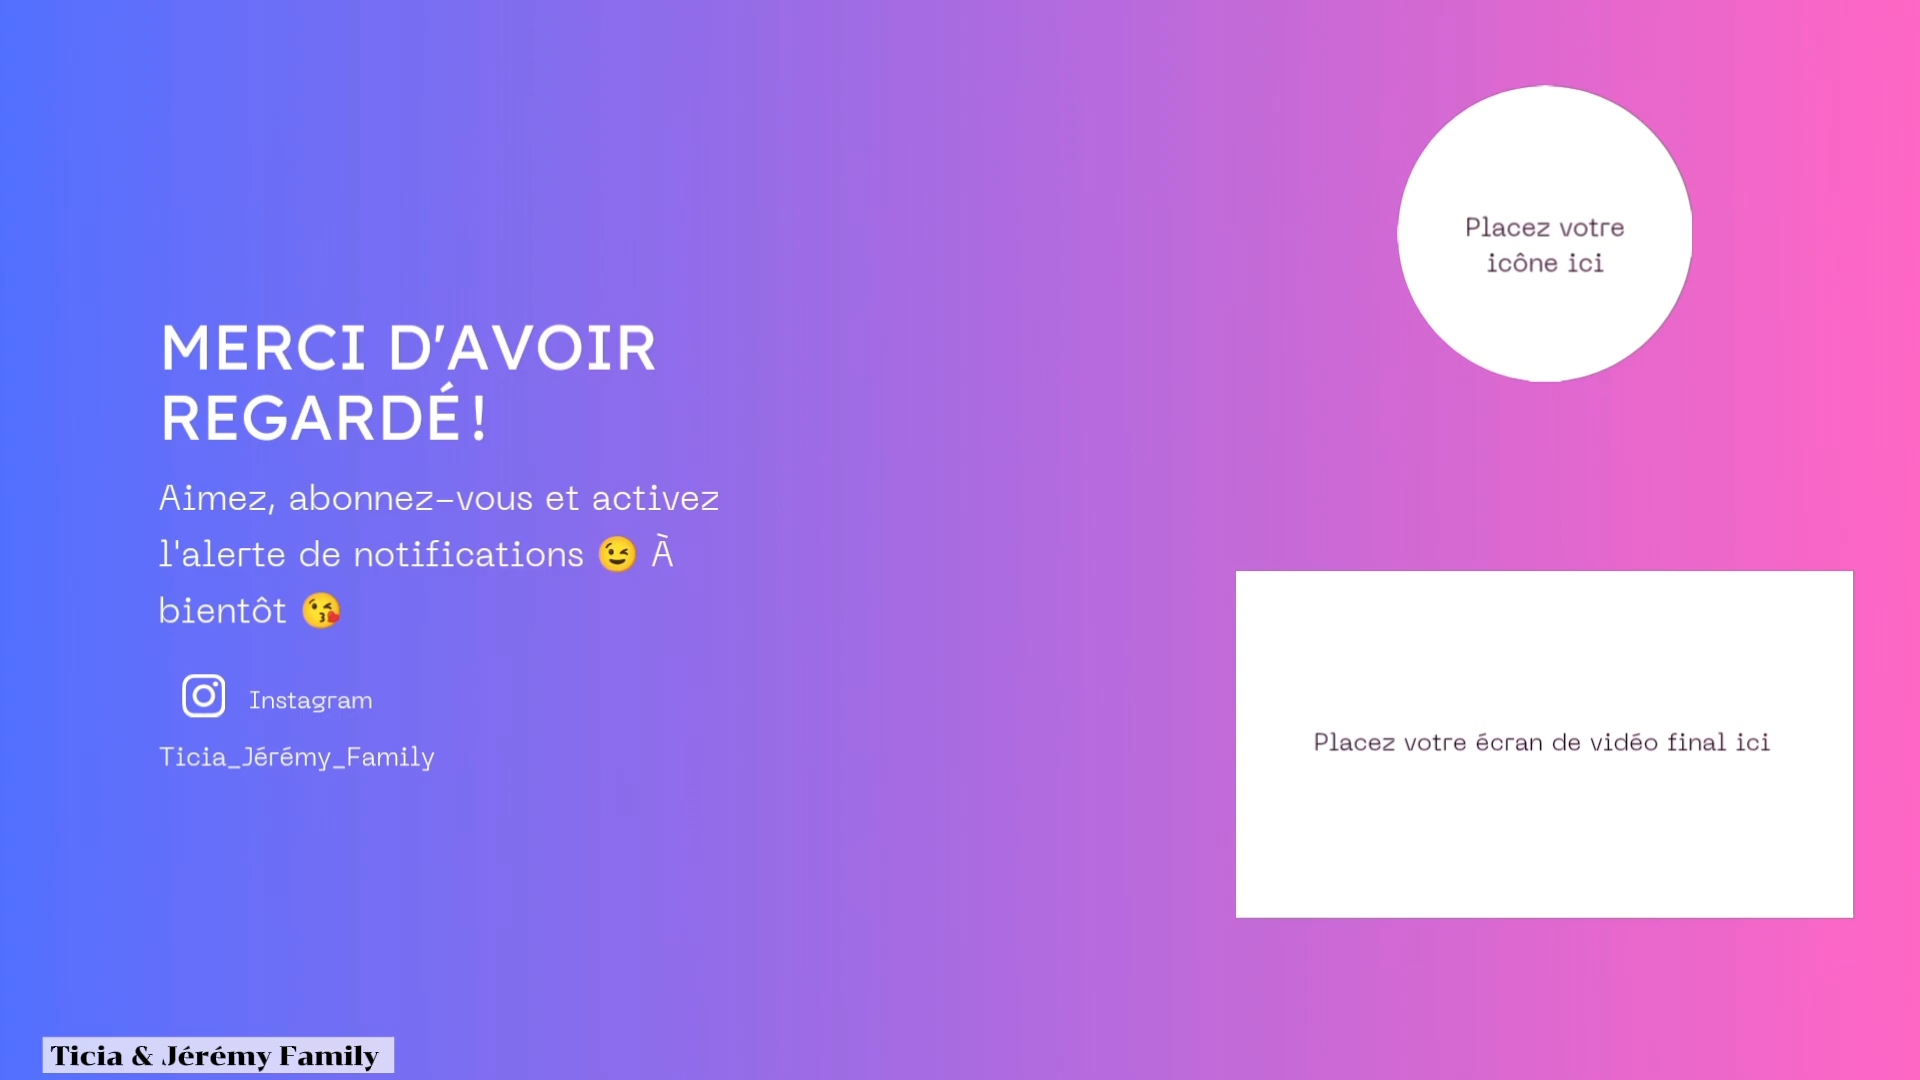 MERCI D'AVOIR
REGARDÉ !
Aimez, abonnez-vous et activez
l'alerte de notifications 😉 À
bientôt 😘
Instagram
Ticia_Jérémy_Family
Placez votre
icône ici
Placez votre écran de vidéo final ici
Ticia & Jérémy Family